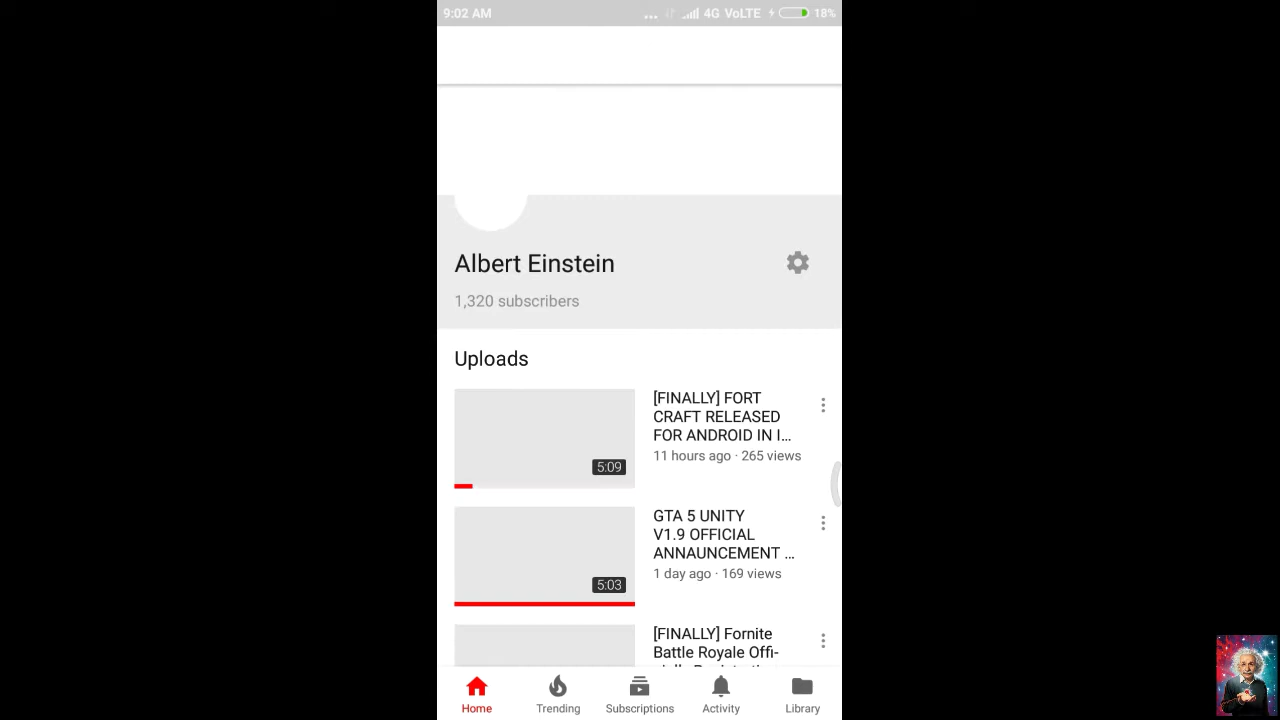 9:02 AM
4G VoLTE 18%
Albert Einstein
1,320 subscribers
Uploads
[FINALLY] FORT
CRAFT RELEASED
FOR ANDROID IN I...
11 hours ago · 265 views
5:09
GTA 5 UNITY
V1.9 OFFICIAL
ANNAUNCEMENT ...
1 day ago · 169 views
5:03
[FINALLY] Fornite
Battle Royale Offi-
Home
Trending
Subscriptions
Activity
Library